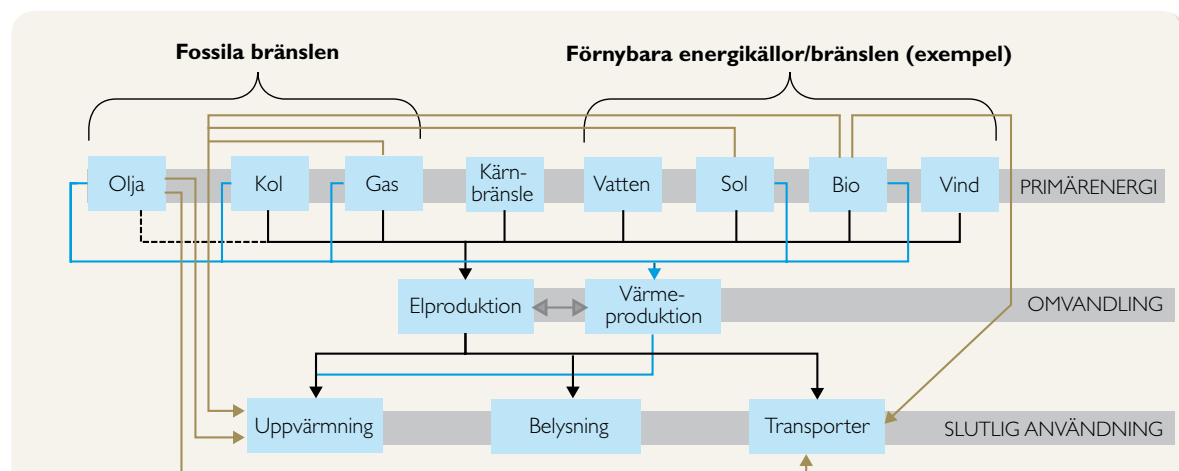 Fossila bränslen
Förnybara energikällor/bränslen (exempel)
Olja
Kol
Gas
Kärn-
bränsle
Vatten
Sol
Bio
Vind
PRIMÄRENERGI
Elproduktion
Värme-
produktion
OMVANDLING
Uppvärmning
Belysning
Transporter
SLUTLIG ANVÄNDNING